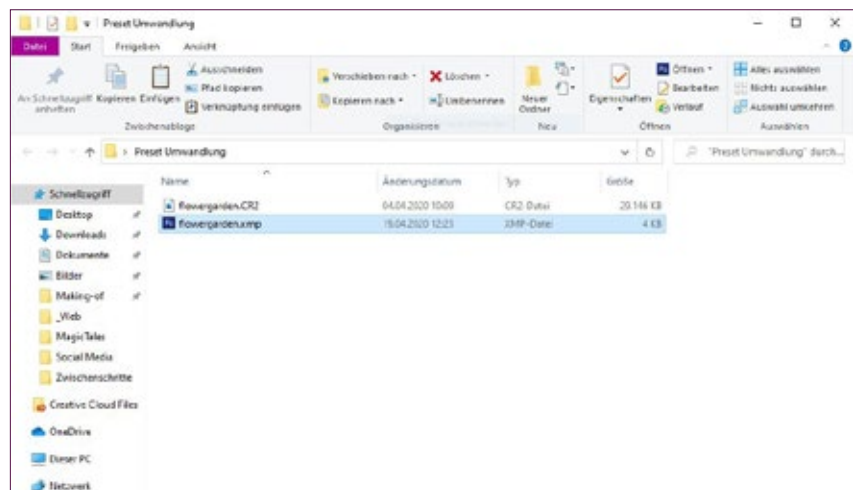 Preset Umwandlung
Datei Start Freigeben Ansicht
An Schnellzugriff anheften
Kopieren
Einfügen
Ausschneiden
Pfad kopieren
Verknüpfung einfügen
Zwischenablage
Verschieben nach
Kopieren nach
Löschen
Umbenennen
Organisieren
Neuer Ordner
Neu
Eigenschaften
Öffnen
Bearbeiten
Verlauf
Öffnen
Alles auswählen
Nichts auswählen
Auswahl umkehren
Auswählen
Preset Umwandlung
"Preset Umwandlung" durch...
Name Änderungsdatum Typ Größe
flowergarden.CR2 04.04.2020 10:09 CR2-Datei 20.146 KB
flowergarden.xmp 19.04.2020 12:23 XMP-Datei 4 KB
Schnellzugriff
Desktop
Downloads
Dokumente
Bilder
Making-of
_Web
MagicTales
Social Media
Zwischenschritte
Creative Cloud Files
OneDrive
Dieser PC
Netzwerk